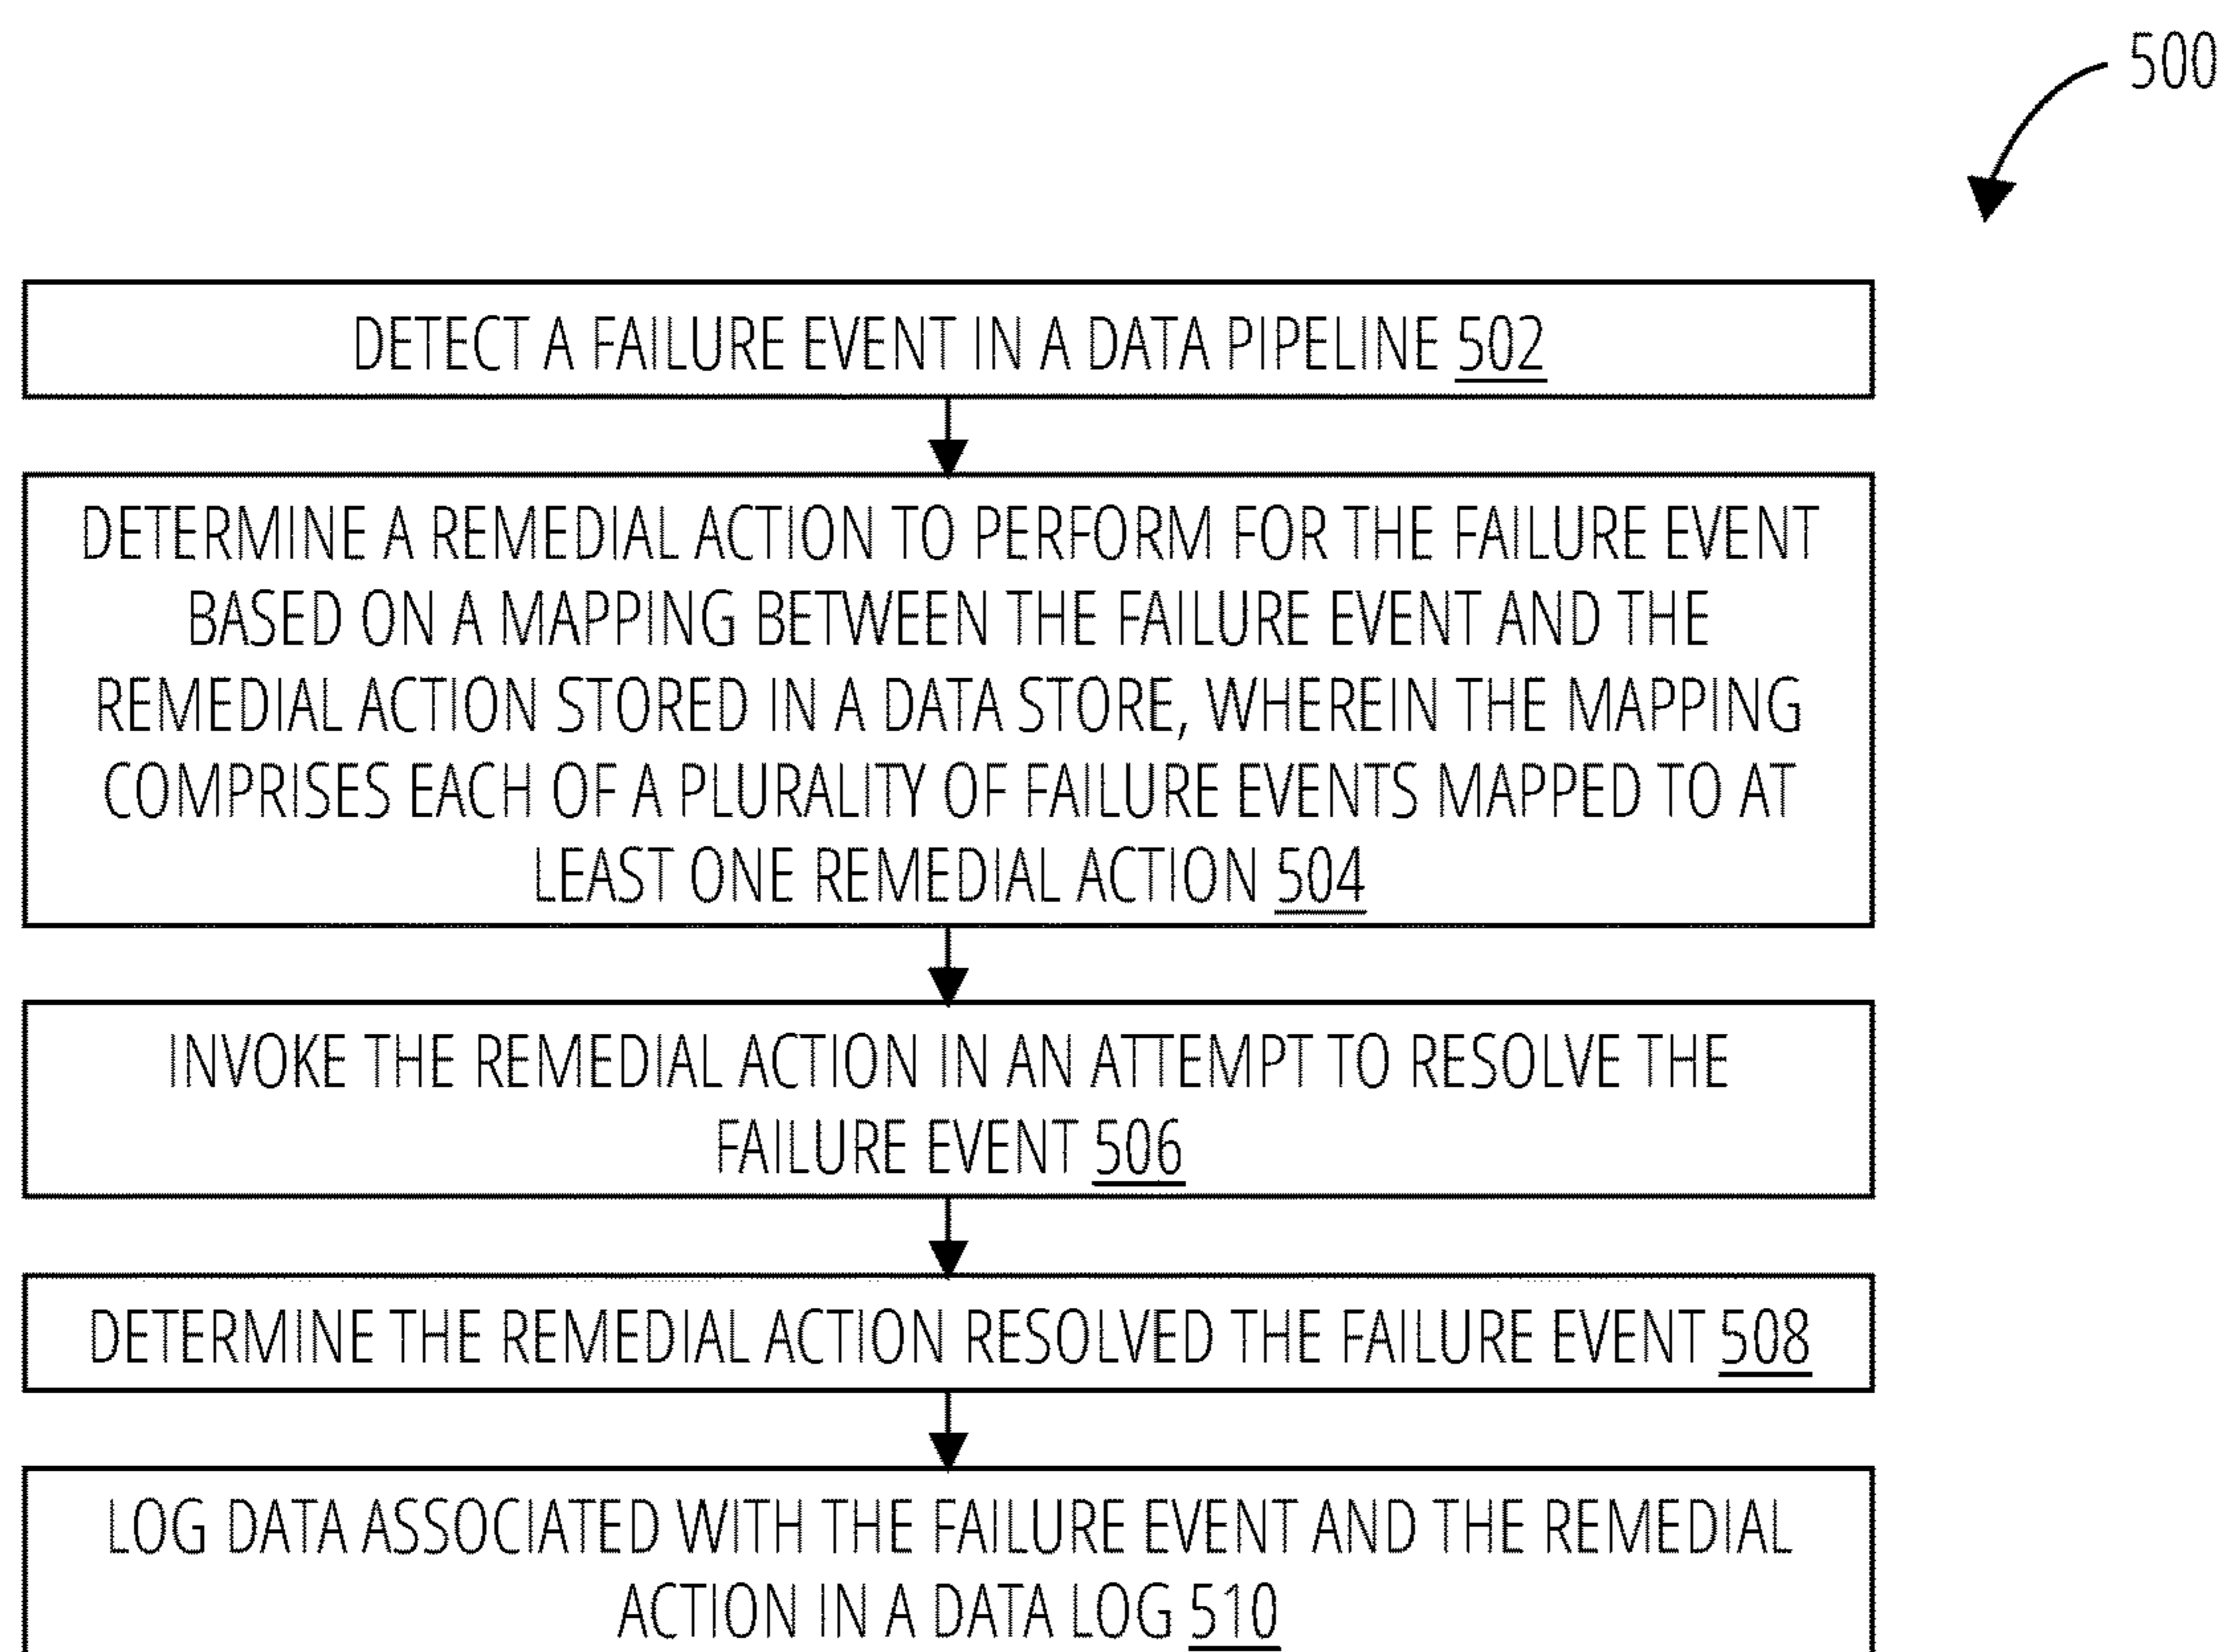 500
DETECT A FAILURE EVENT IN A DATA PIPELINE 502
DETERMINE A REMEDIAL ACTION TO PERFORM FOR THE FAILURE EVENT
BASED ON A MAPPING BETWEEN THE FAILURE EVENT AND THE
REMEDIAL ACTION STORED IN A DATA STORE, WHEREIN THE MAPPING
COMPRISES EACH OF A PLURALITY OF FAILURE EVENTS MAPPED TO AT
LEAST ONE REMEDIAL ACTION 504
INVOKE THE REMEDIAL ACTION IN AN ATTEMPT TO RESOLVE THE
FAILURE EVENT 506
DETERMINE THE REMEDIAL ACTION RESOLVED THE FAILURE EVENT 508
LOG DATA ASSOCIATED WITH THE FAILURE EVENT AND THE REMEDIAL
ACTION IN A DATA LOG 510